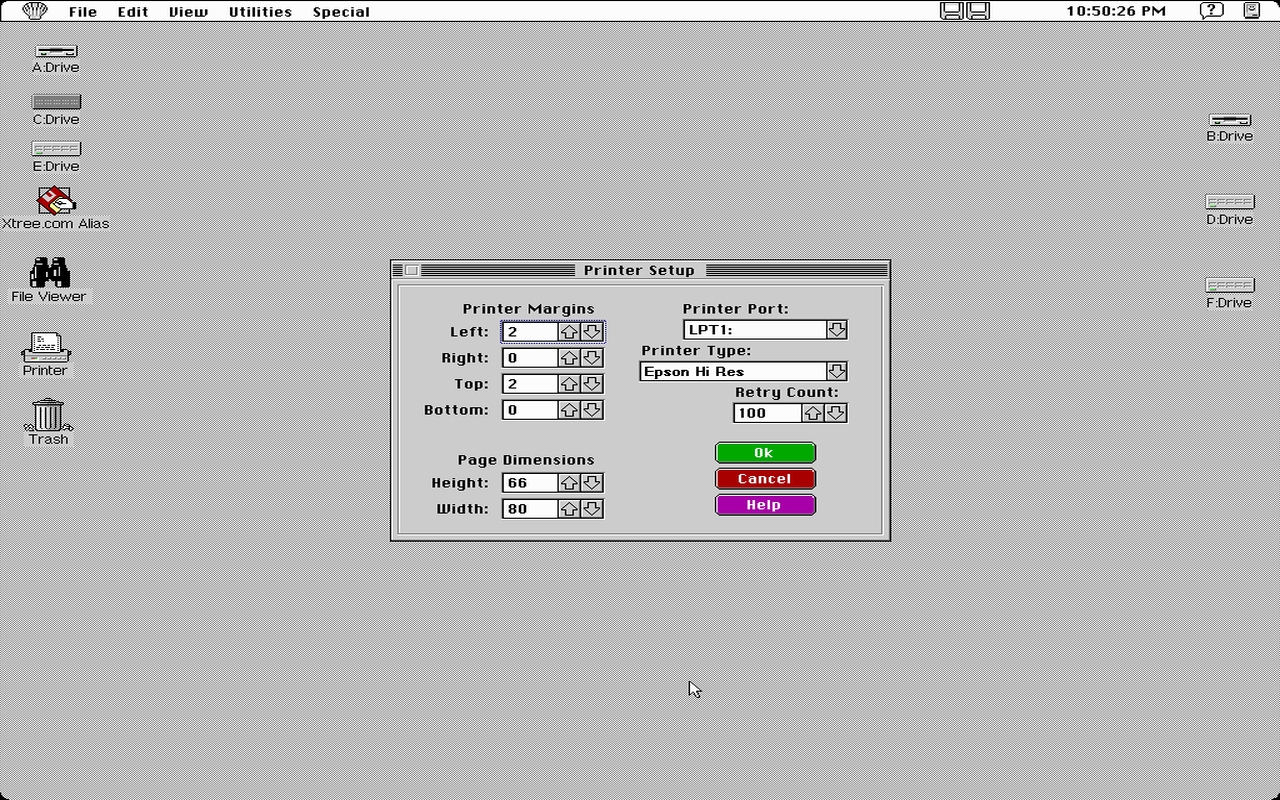 File Edit View Utilities Special 10:50:26 PM ?
A:Drive
C:Drive
E:Drive
Xtree.com Alias
File Viewer
Printer
Trash
B:Drive
D:Drive
F:Drive
Printer Setup
Printer Margins
Left: 2
Right: 0
Top: 2
Bottom: 0
Page Dimensions
Height: 66
Width: 80
Printer Port:
LPT1:
Printer Type:
Epson Hi Res
Retry Count:
100
Ok
Cancel
Help